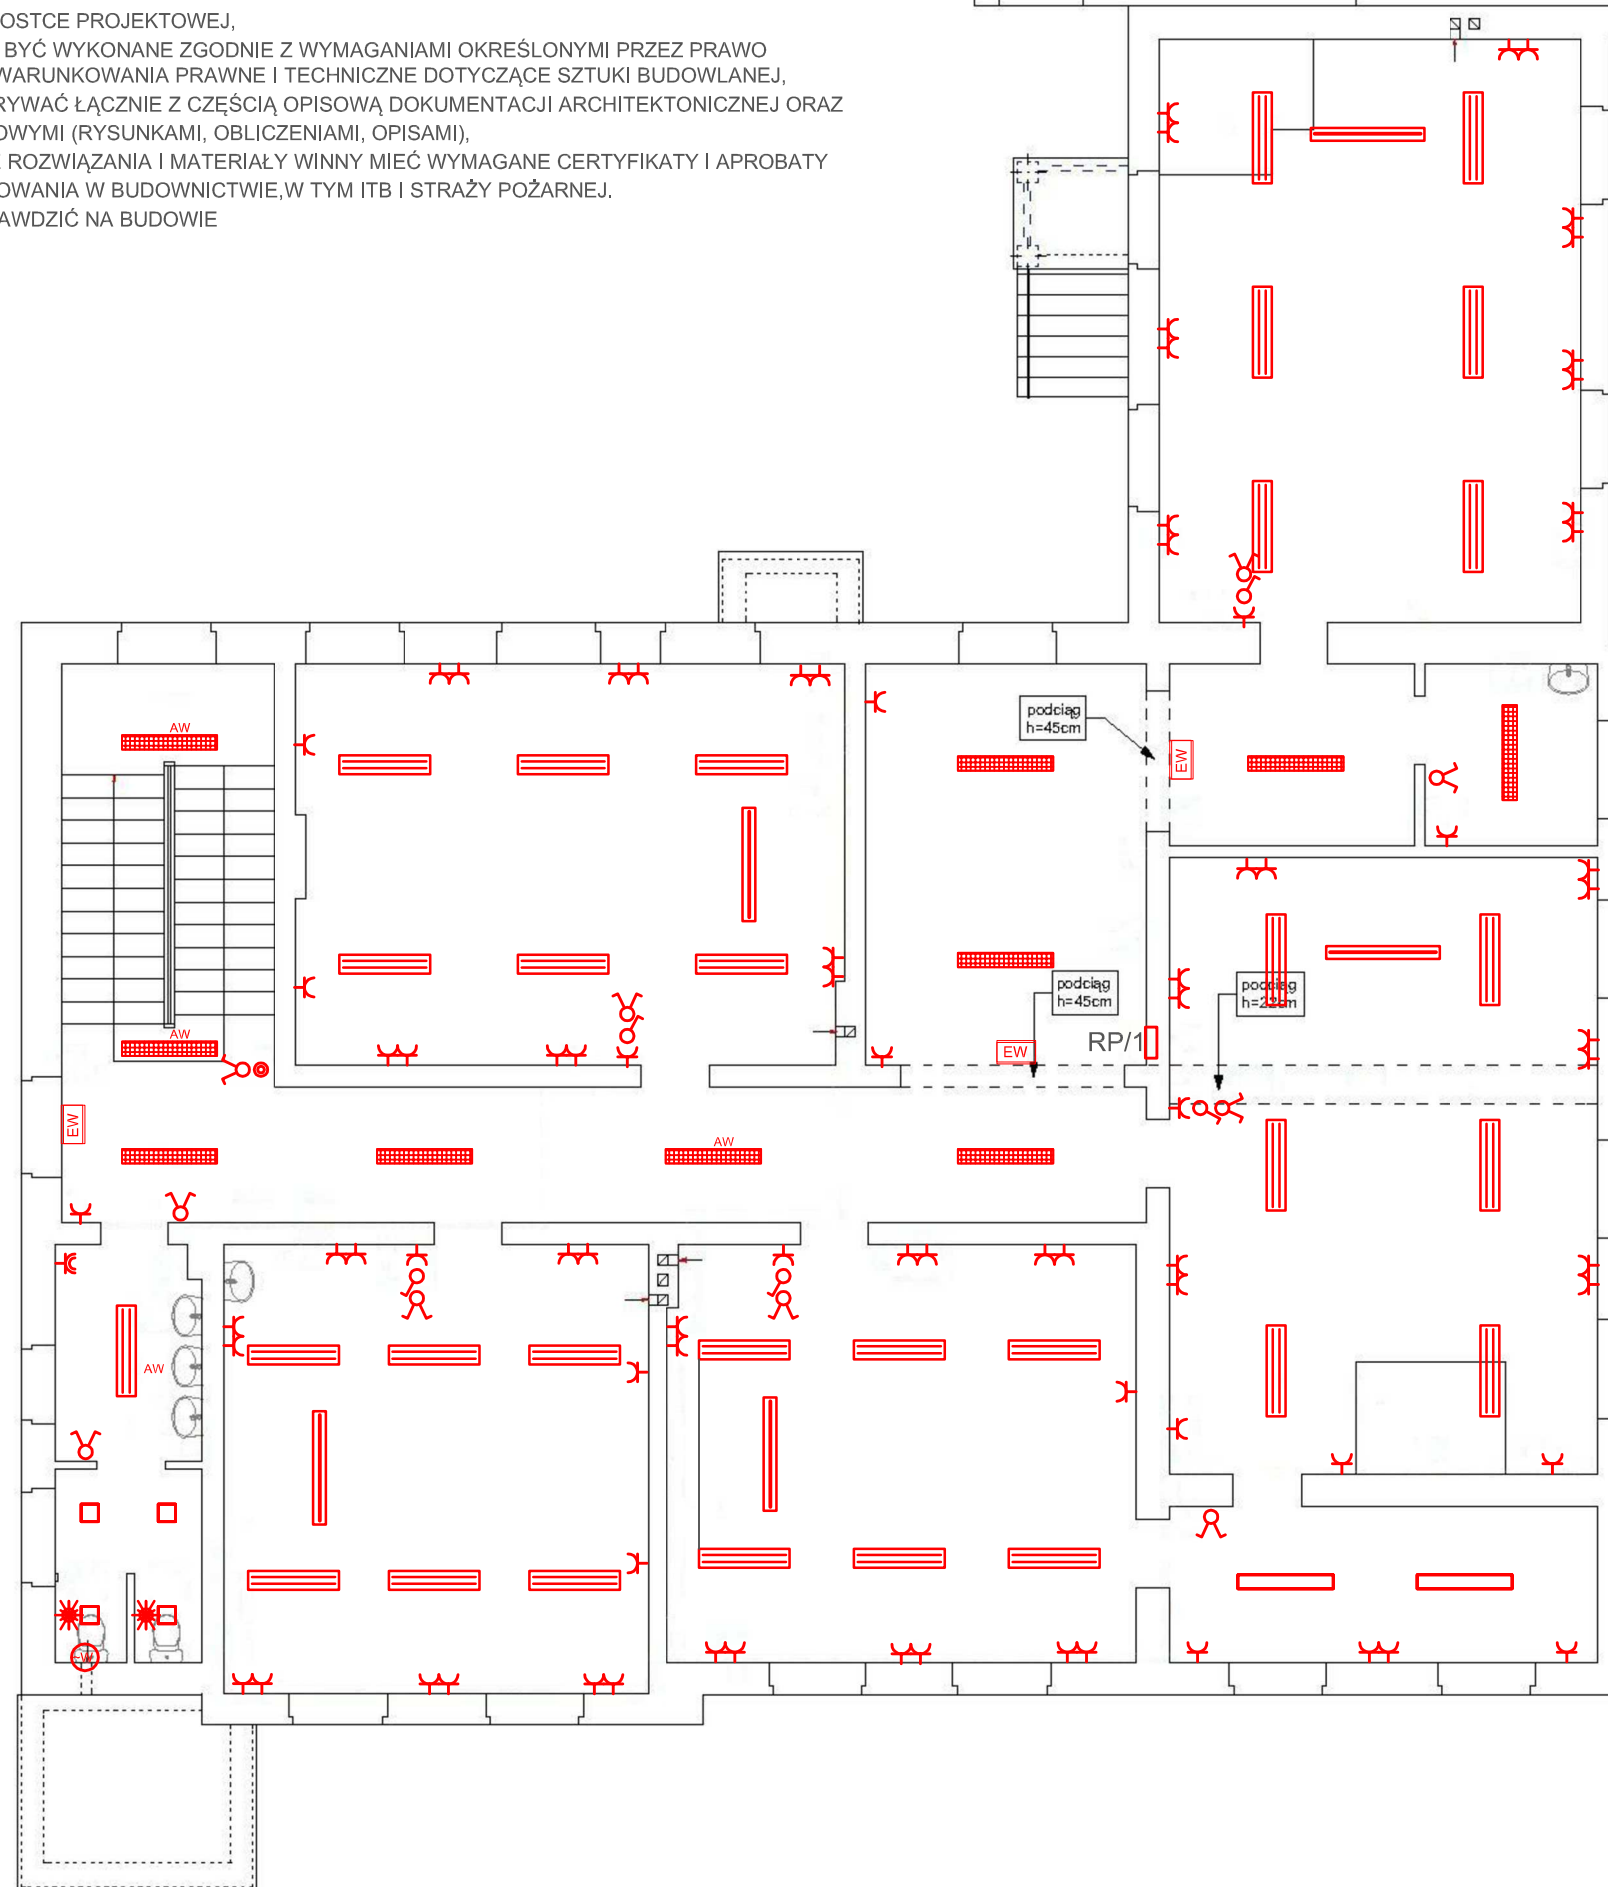 OSTCE PROJEKTOWEJ,
BYĆ WYKONANE ZGODNIE Z WYMAGANIAMI OKREŚLONYMI PRZEZ PRAWO
WARUNKOWANIA PRAWNE I TECHNICZNE DOTYCZĄCE SZTUKI BUDOWLANEJ,
RYWAĆ ŁĄCZNIE Z CZĘŚCIĄ OPISOWĄ DOKUMENTACJI ARCHITEKTONICZNEJ ORAZ
OWYMI (RYSUNKAMI, OBLICZENIAMI, OPISAMI),
ROZWIĄZANIA I MATERIAŁY WINNY MIEĆ WYMAGANE CERTYFIKATY I APROBATY
OWANIA W BUDOWNICTWIE,W TYM ITB I STRAŻY POŻARNEJ.
AWDZIĆ NA BUDOWIE
podciąg
h=45cm
AW
EW
podciąg
h=45cm
podciąg
h=22cm
AW
EW
RP/1
EW
AW
AW